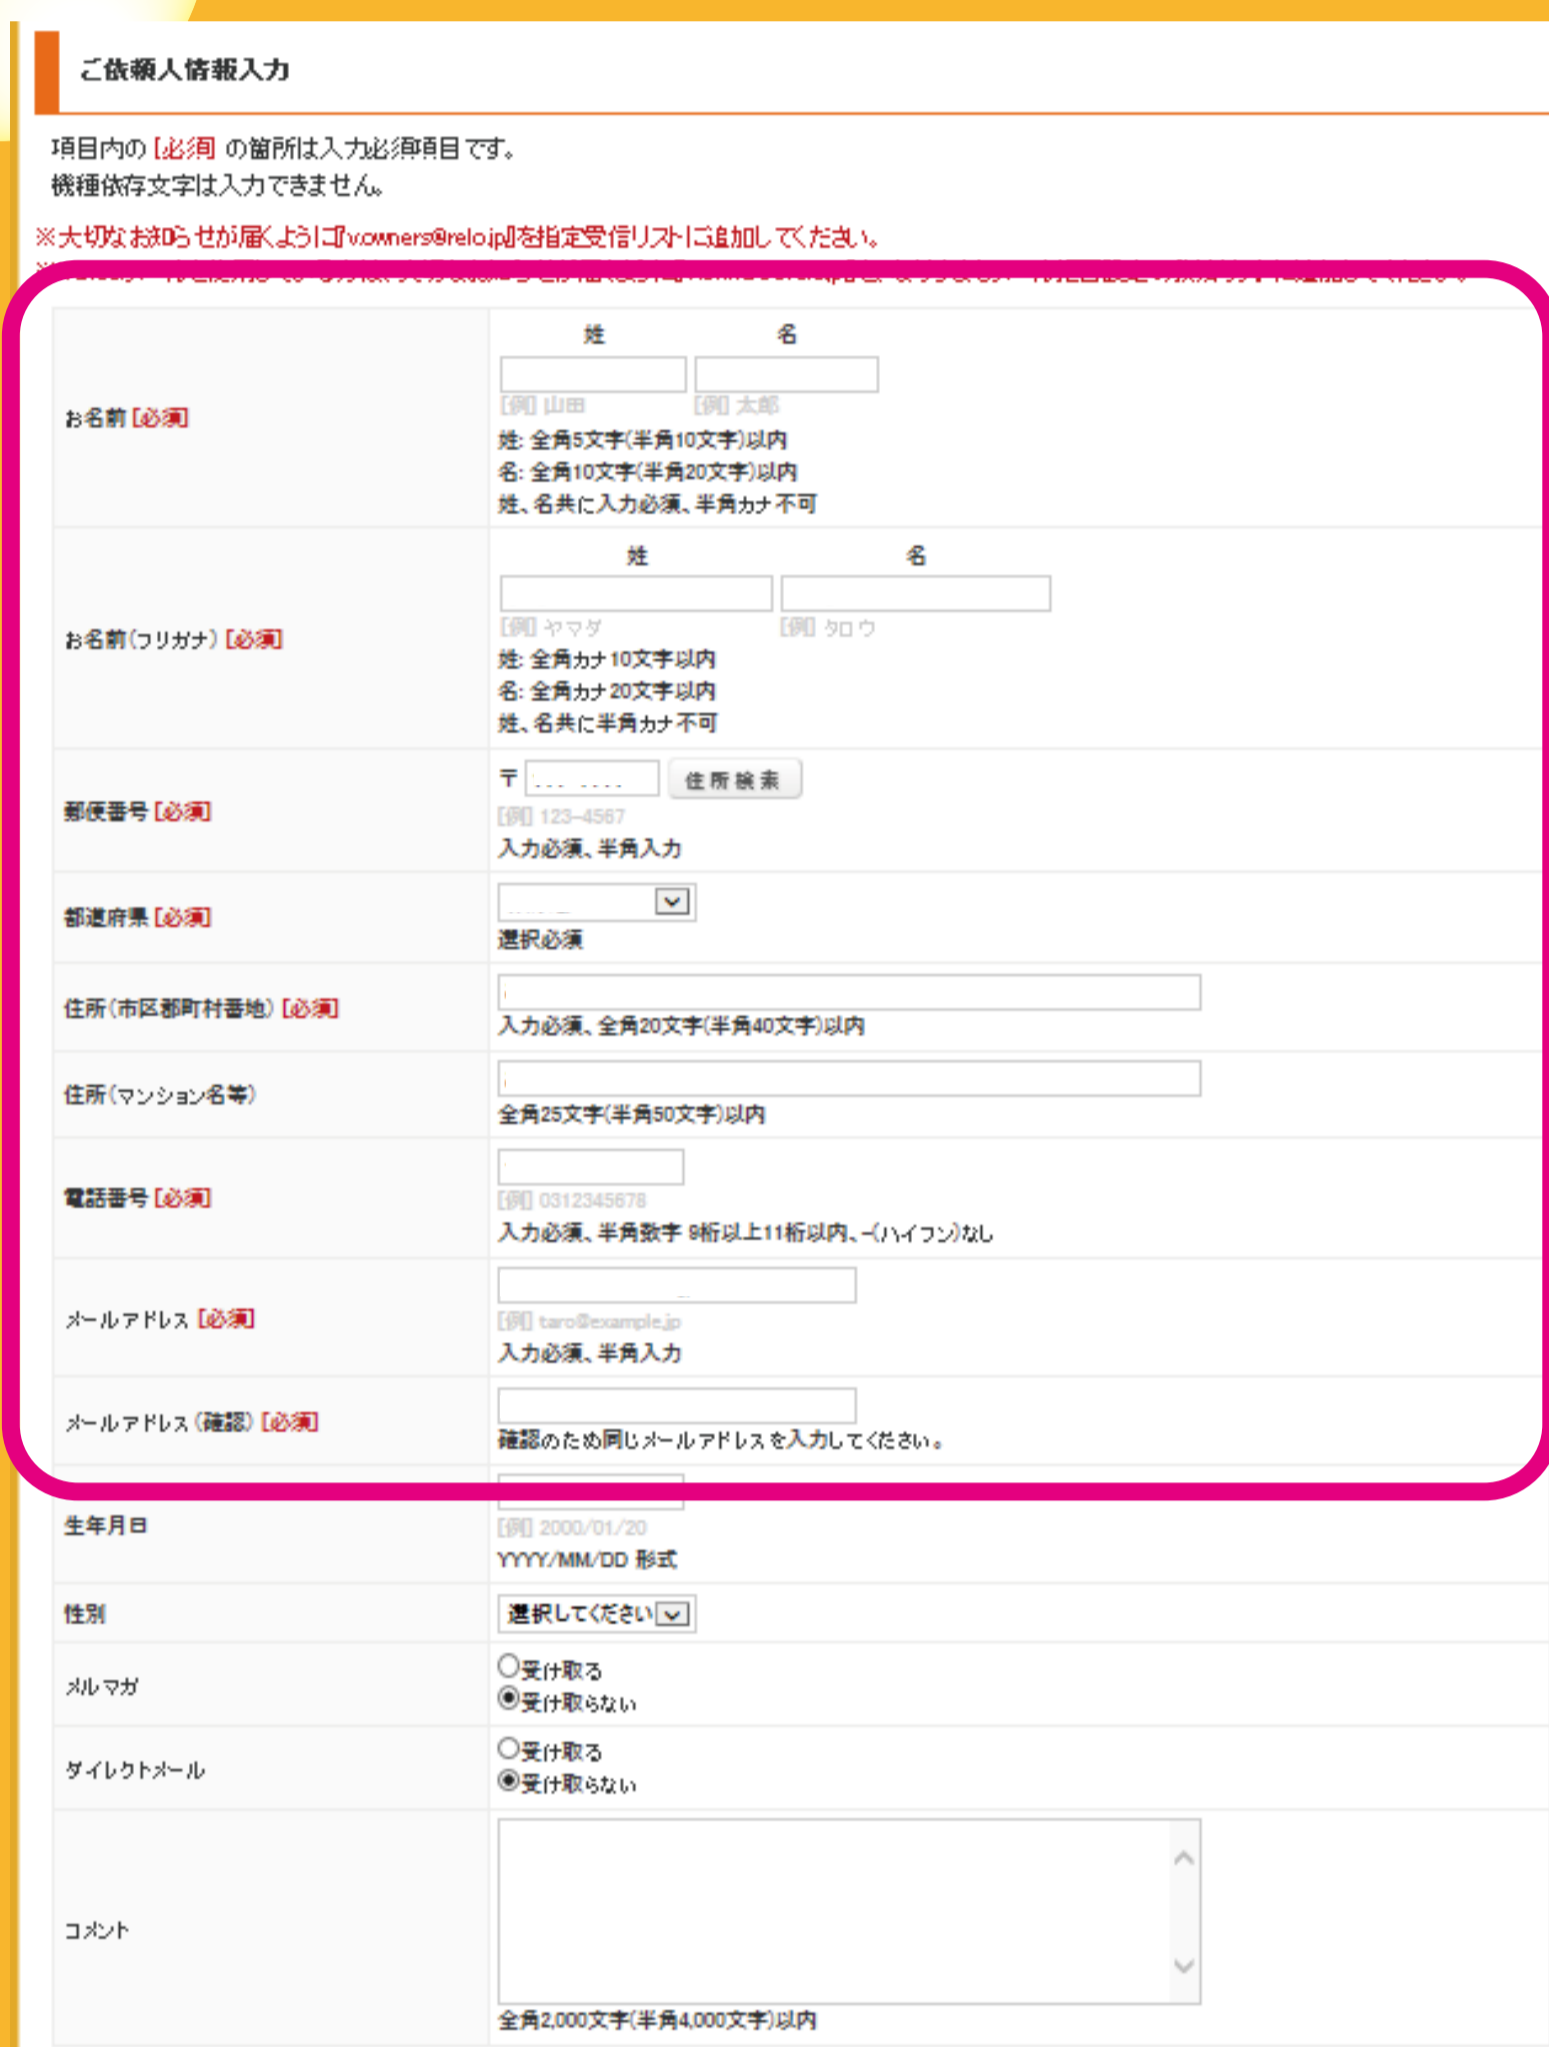 ご依頼人情報入力
項目内の [必須] の箇所は入力必須項目です。
機種依存文字は入力できません。
※大切なお知らせが届くように『v.owners@relo.jp』を指定受信リストに追加してください。
姓 名
お名前 [必須]
[例] 山田 [例] 太郎
姓: 全角5文字(半角10文字)以内
名: 全角10文字(半角20文字)以内
姓、名共に入力必須、半角カナ不可
姓 名
お名前(フリガナ) [必須]
[例] ヤマダ [例] タロウ
姓: 全角カナ10文字以内
名: 全角カナ20文字以内
姓、名共に半角カナ不可
郵便番号 [必須]
〒 住所検索
[例] 123-4567
入力必須、半角入力
都道府県 [必須]
選択必須
住所(市区郡町村番地) [必須]
入力必須、全角20文字(半角40文字)以内
住所(マンション名等)
全角25文字(半角50文字)以内
電話番号 [必須]
[例] 0312345678
入力必須、半角数字 9桁以上11桁以内、-(ハイフン)なし
メールアドレス [必須]
[例] taro@example.jp
入力必須、半角入力
メールアドレス(確認) [必須]
確認のため同じメールアドレスを入力してください。
生年月日
[例] 2000/01/20
YYYY/MM/DD 形式
性別
選択してください
メルマガ
受け取る
受け取らない
ダイレクトメール
受け取る
受け取らない
コメント
全角2,000文字(半角4,000文字)以内